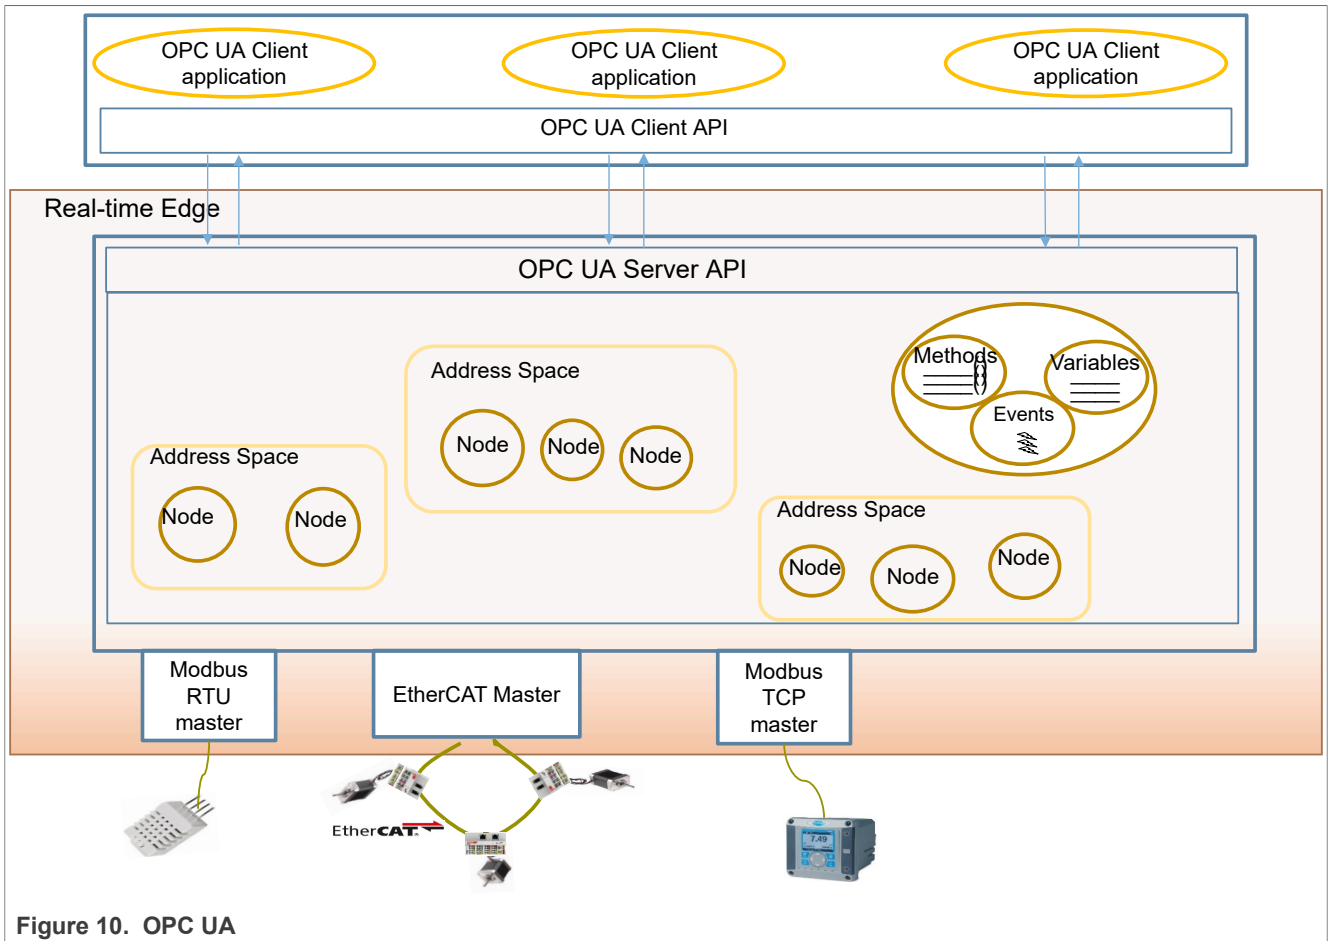 OPC UA Client
application
OPC UA Client
application
OPC UA Client
application
OPC UA Client API
Real-time Edge
OPC UA Server API
Methods
()
()
()
Variables
Events
Address Space
Node
Node
Node
Address Space
Node
Node
Address Space
Node
Node
Node
Modbus
RTU
master
EtherCAT Master
Modbus
TCP
master
EtherCAT
7.49
Figure 10. OPC UA